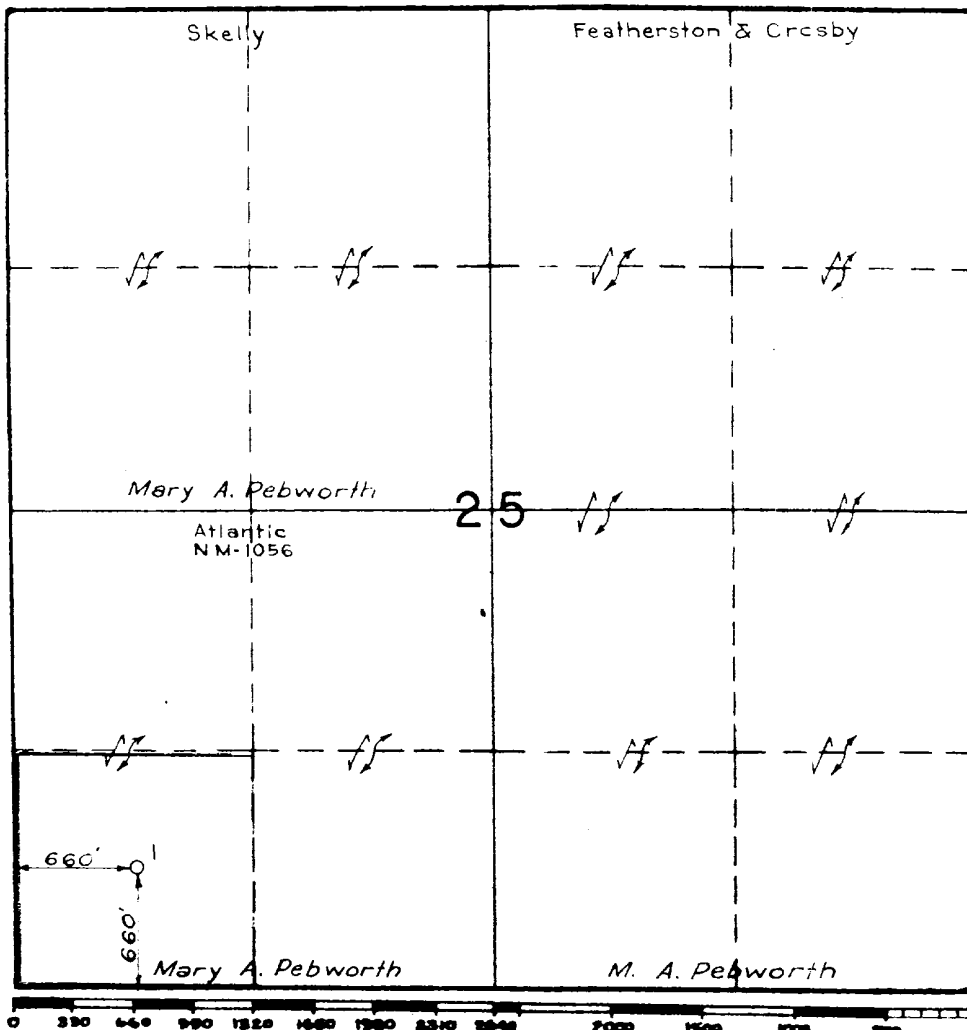 Skelly
Featherston & Crosby
Mary A. Pebworth
25
Atlantic
NM-1056
660' 1
660'
Mary A. Pebworth
M. A. Pebworth
0 330 660 990 1320 1650 1980 2310 2640 2000 1500 1000